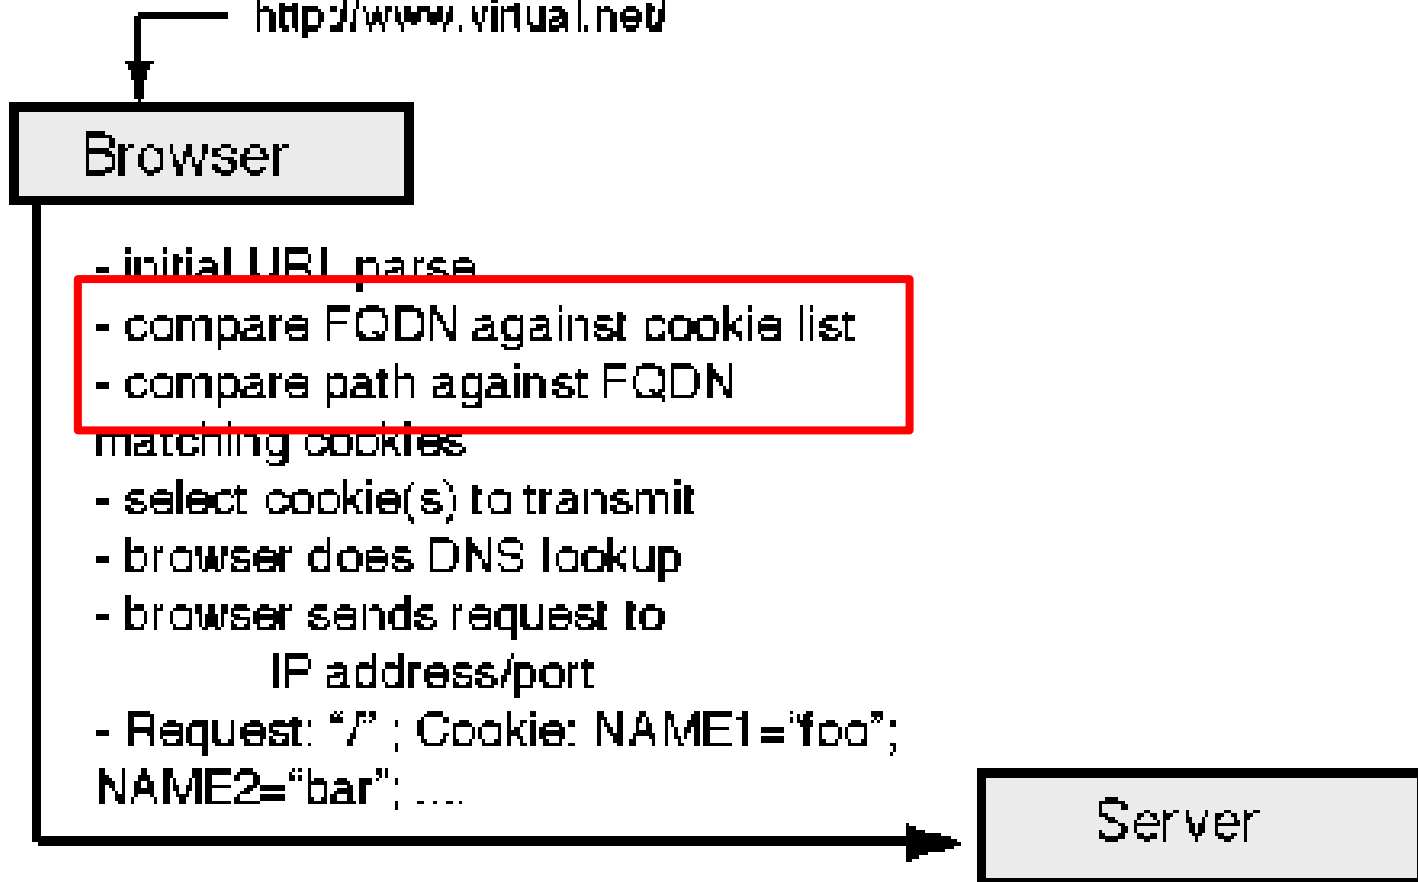 http://www.virtual.net/
Browser
- initial URL parse
- compare FQDN against cookie list
- compare path against FQDN
matching cookies
- select cookie(s) to transmit
- browser does DNS lookup
- browser sends request to
IP address/port
- Request: “/” ; Cookie: NAME1=“foo”;
NAME2=“bar”; ....
Server